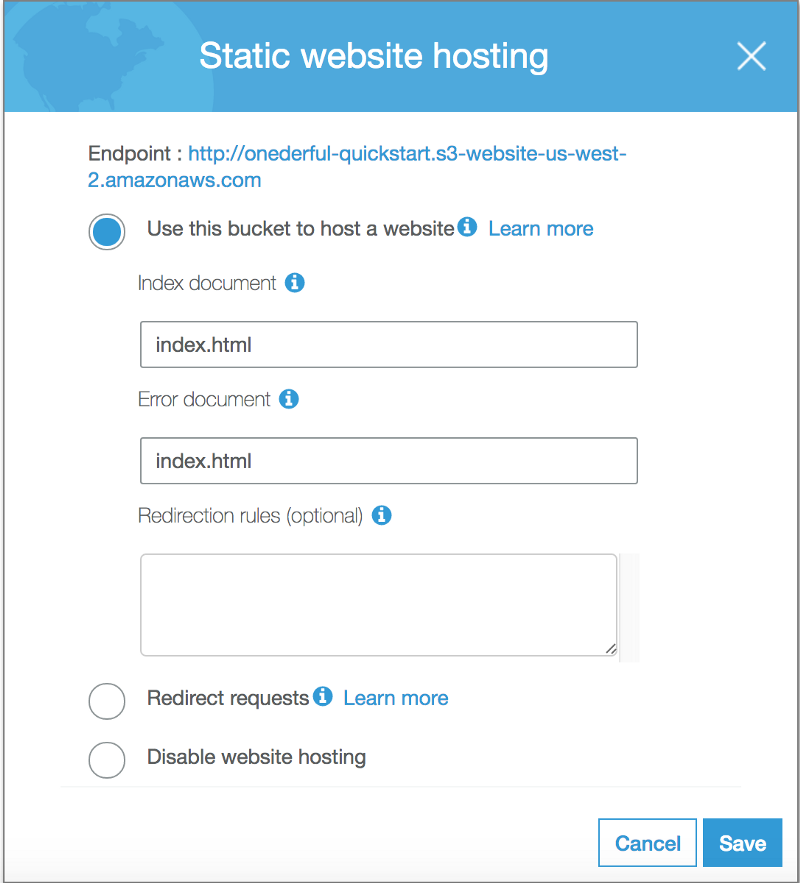 Static website hosting
Endpoint : http://onederful-quickstart.s3-website-us-west-
2.amazonaws.com
Use this bucket to host a website Learn more
Index document
index.html
Error document
index.html
Redirection rules (optional)
Redirect requests Learn more
Disable website hosting
Cancel Save